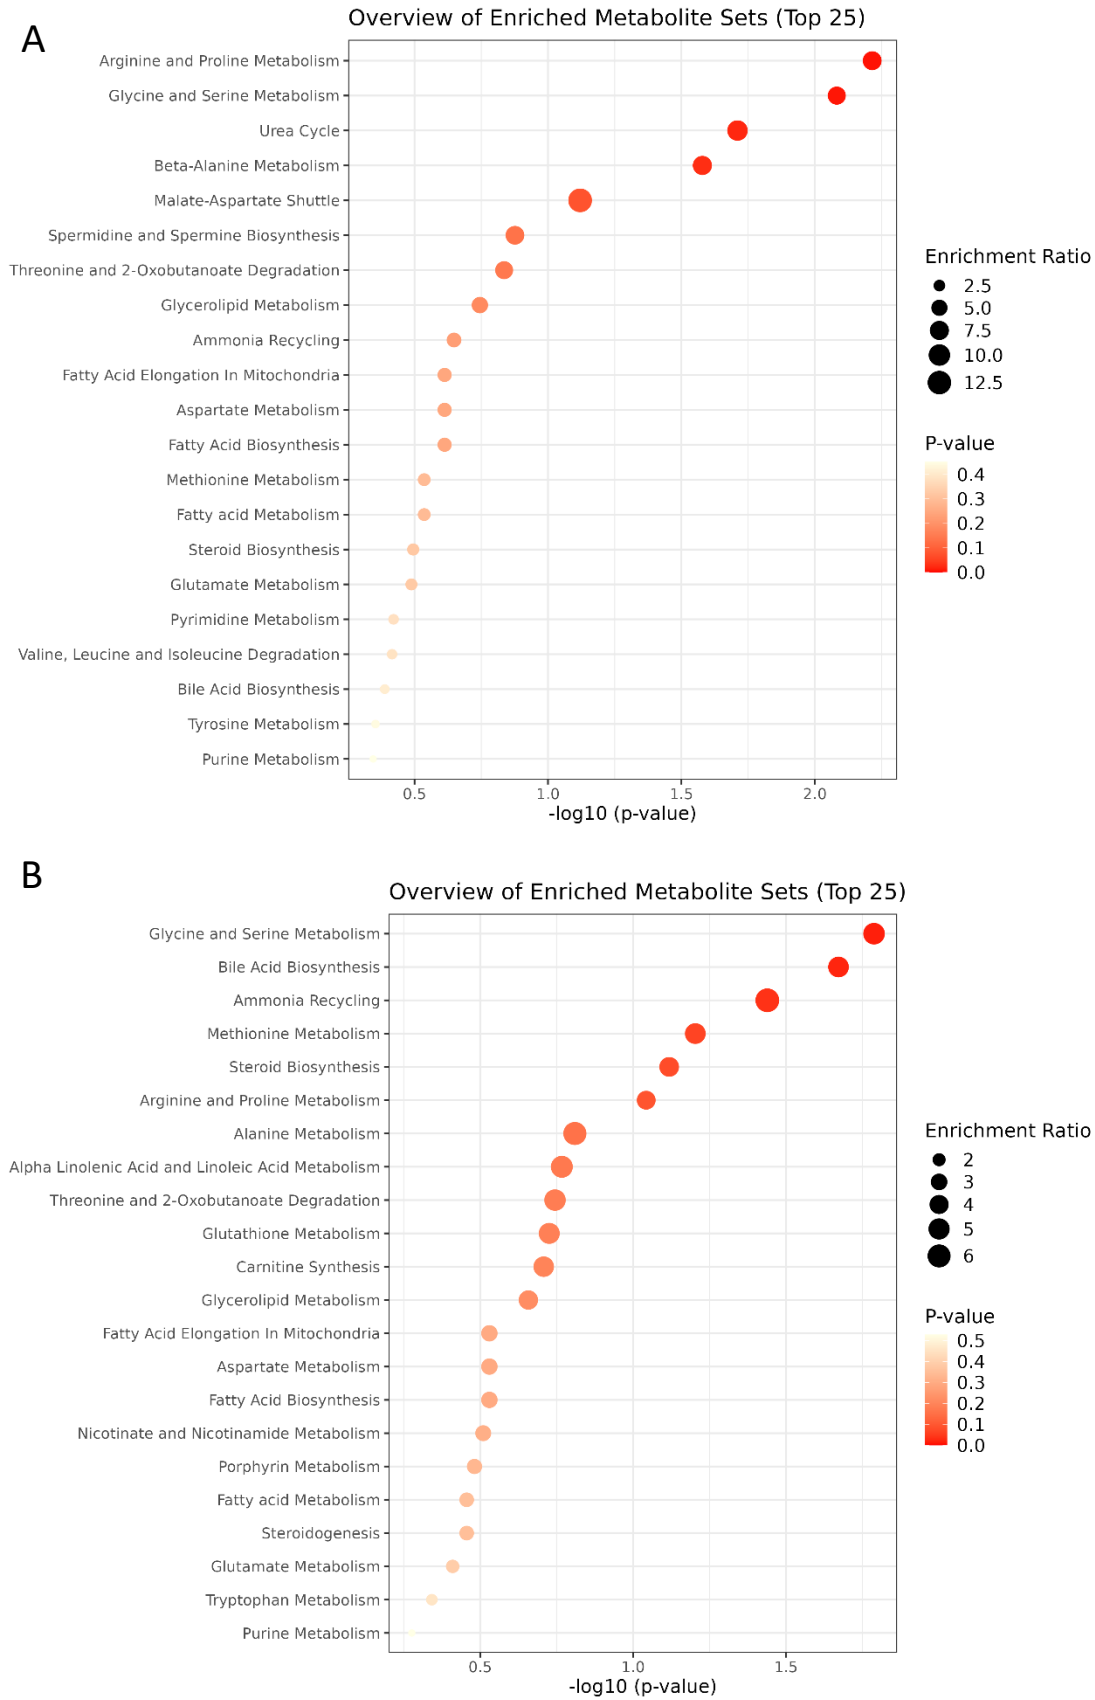 A
Overview of Enriched Metabolite Sets (Top 25)
Arginine and Proline Metabolism
Glycine and Serine Metabolism
Urea Cycle
Beta-Alanine Metabolism
Malate-Aspartate Shuttle
Spermidine and Spermine Biosynthesis
Threonine and 2-Oxobutanoate Degradation
Glycerolipid Metabolism
Ammonia Recycling
Fatty Acid Elongation In Mitochondria
Aspartate Metabolism
Fatty Acid Biosynthesis
Methionine Metabolism
Fatty acid Metabolism
Steroid Biosynthesis
Glutamate Metabolism
Pyrimidine Metabolism
Valine, Leucine and Isoleucine Degradation
Bile Acid Biosynthesis
Tyrosine Metabolism
Purine Metabolism
0.5 1.0 1.5 2.0
-log10 (p-value)
Enrichment Ratio
2.5
5.0
7.5
10.0
12.5
P-value
0.4
0.3
0.2
0.1
0.0
B
Overview of Enriched Metabolite Sets (Top 25)
Glycine and Serine Metabolism
Bile Acid Biosynthesis
Ammonia Recycling
Methionine Metabolism
Steroid Biosynthesis
Arginine and Proline Metabolism
Alanine Metabolism
Alpha Linolenic Acid and Linoleic Acid Metabolism
Threonine and 2-Oxobutanoate Degradation
Glutathione Metabolism
Carnitine Synthesis
Glycerolipid Metabolism
Fatty Acid Elongation In Mitochondria
Aspartate Metabolism
Fatty Acid Biosynthesis
Nicotinate and Nicotinamide Metabolism
Porphyrin Metabolism
Fatty acid Metabolism
Steroidogenesis
Glutamate Metabolism
Tryptophan Metabolism
Purine Metabolism
0.5 1.0 1.5
-log10 (p-value)
Enrichment Ratio
2
3
4
5
6
P-value
0.5
0.4
0.3
0.2
0.1
0.0